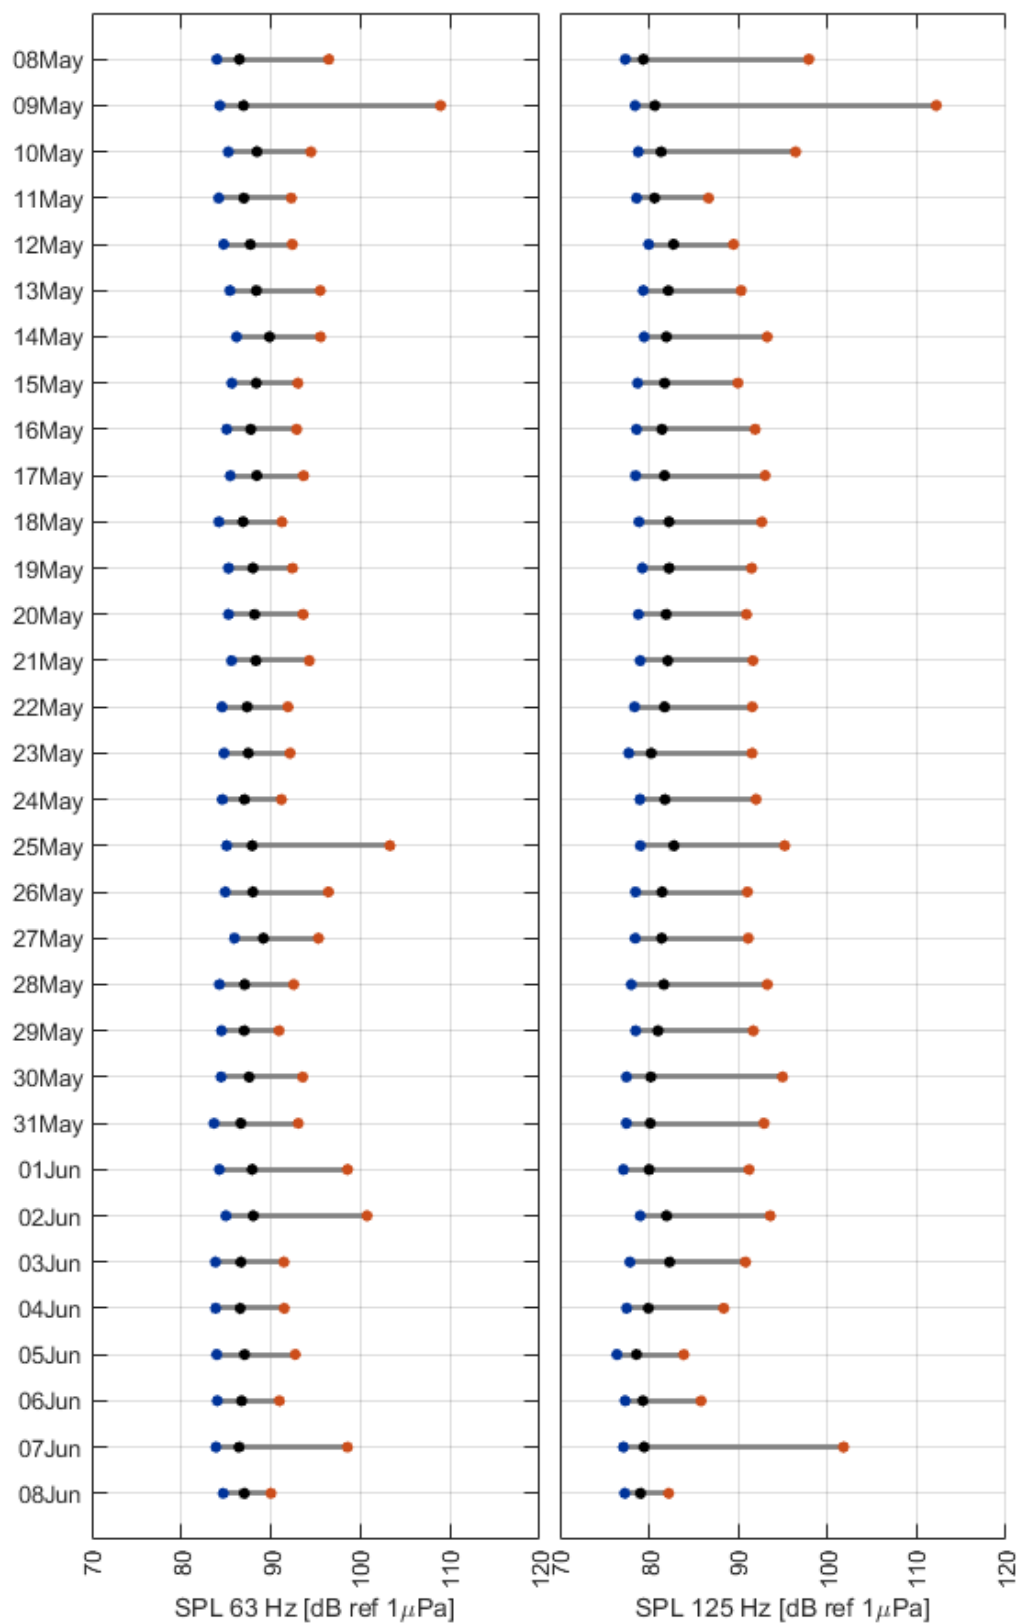 08May
09May
10May
11May
12May
13May
14May
15May
16May
17May
18May
19May
20May
21May
22May
23May
24May
25May
26May
27May
28May
29May
30May
31May
01Jun
02Jun
03Jun
04Jun
05Jun
06Jun
07Jun
08Jun
70 80 90 100 110 120 70 80 90 100 110 120
SPL 63 Hz [dB ref 1μPa] SPL 125 Hz [dB ref 1μPa]